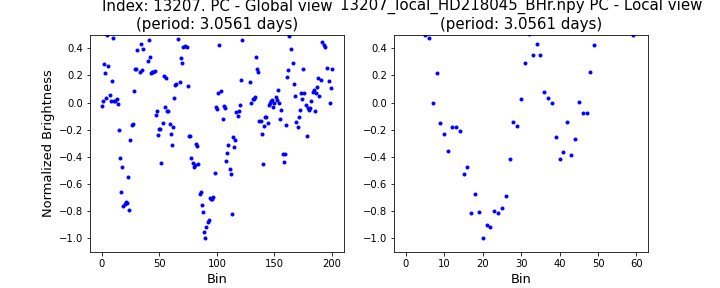 Index: 13207. PC - Global view
(period: 3.0561 days)
13207_local_HD218045_BHr.npy PC - Local view
(period: 3.0561 days)
Normalized Brightness
0.4
0.2
0.0
−0.2
−0.4
−0.6
−0.8
−1.0
0 50 100 150 200
Bin
0.4
0.2
0.0
−0.2
−0.4
−0.6
−0.8
−1.0
0 10 20 30 40 50 60
Bin